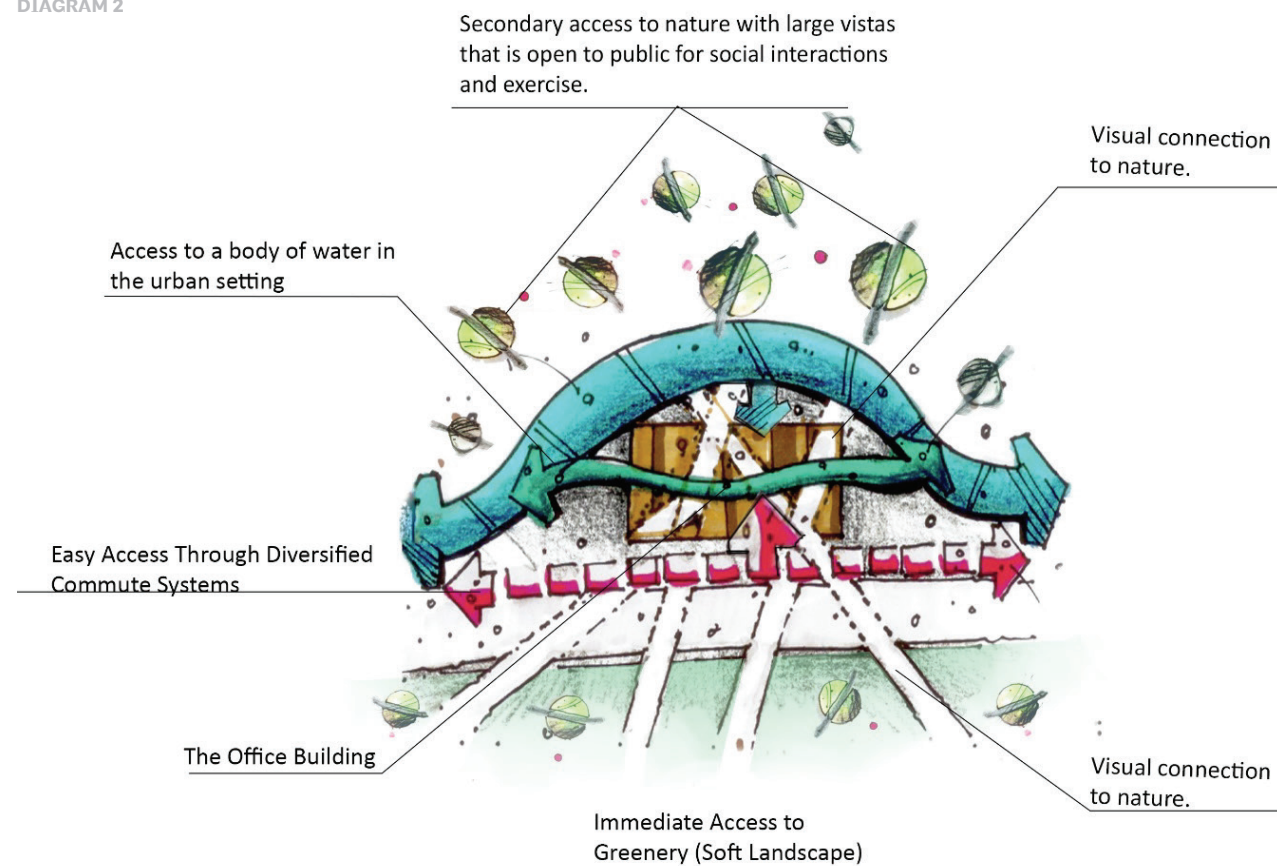 DIAGRAM 2
Secondary access to nature with large vistas
that is open to public for social interactions
and exercise.
Visual connection
to nature.
Access to a body of water in
the urban setting
Easy Access Through Diversified
Commute Systems
The Office Building
Visual connection
to nature.
Immediate Access to
Greenery (Soft Landscape)